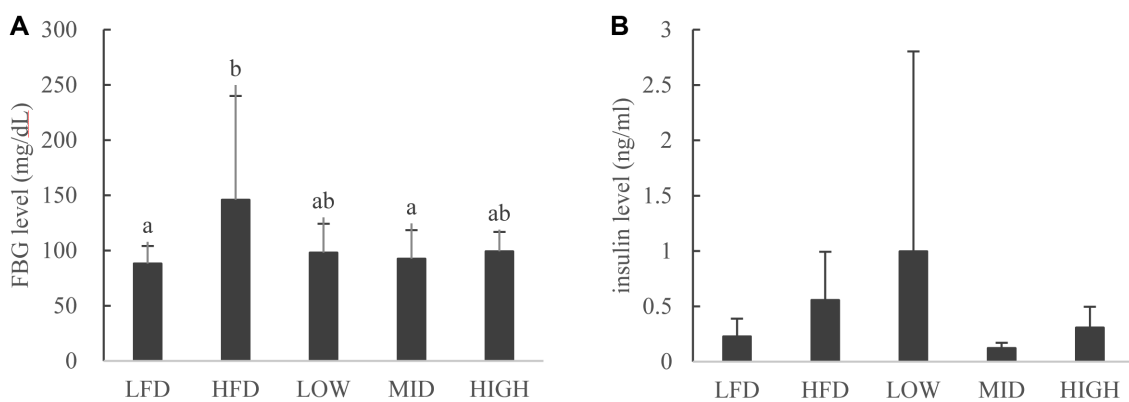 A
FBG level (mg/dL)
300
250
200
150
100
50
0
a
b
ab
a
ab
LFD HFD LOW MID HIGH
B
insulin level (ng/ml)
3
2.5
2
1.5
1
0.5
0
LFD HFD LOW MID HIGH